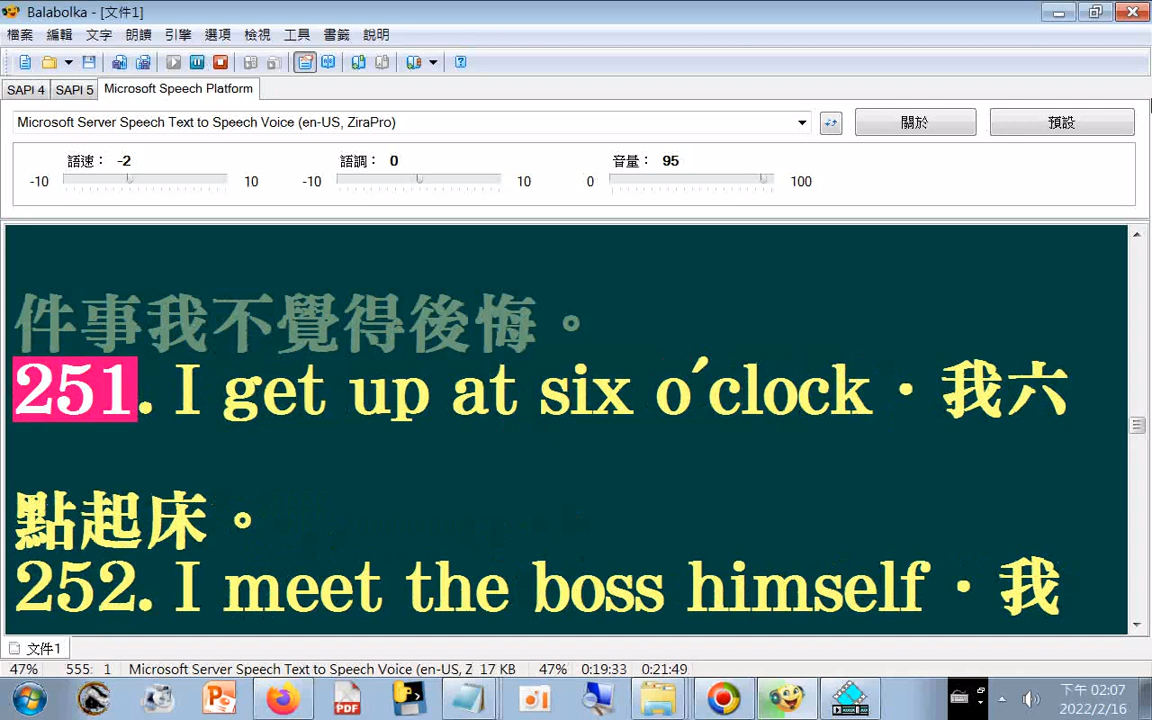 Balabolka - [文件1]
檔案 編輯 文字 朗讀 引擎 選項 檢視 工具 書籤 說明
SAPI 4 SAPI 5 Microsoft Speech Platform
Microsoft Server Speech Text to Speech Voice (en-US, ZiraPro) 關於 預設
語速： -2 語調： 0 音量： 95
-10 10 -10 10 0 100
件事我不覺得後悔。
251. I get up at six o′clock．我六
點起床。
252. I meet the boss himself．我
文件1
47% 555: 1 Microsoft Server Speech Text to Speech Voice (en-US, Z 17 KB 47% 0:19:33 0:21:49
PDF
下午 02:07
2022/2/16